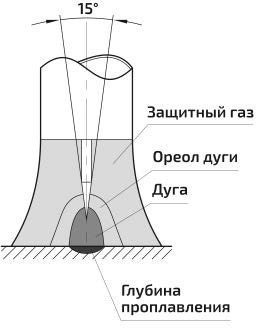 15°
Защитный газ
Ореол дуги
Дуга
Глубина
проплавления